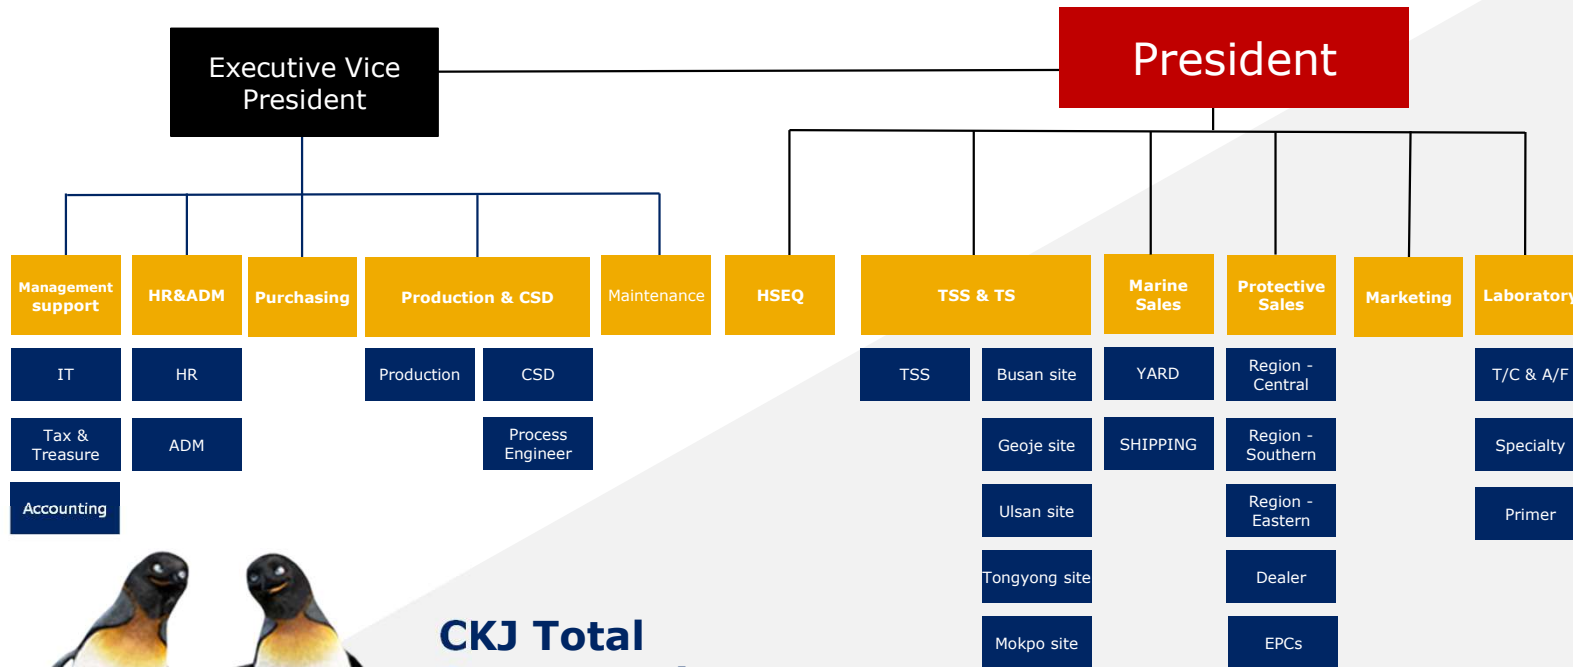 Executive Vice
President
President
Management
support
HR&ADM
Purchasing
Production & CSD
Maintenance
HSEQ
TSS & TS
Marine
Sales
Protective
Sales
Marketing
Laboratory
IT
HR
Production
CSD
TSS
Busan site
YARD
Region -
Central
T/C & A/F
Tax &
Treasure
ADM
Process
Engineer
Geoje site
SHIPPING
Region -
Southern
Specialty
Accounting
Ulsan site
Region -
Eastern
Primer
Tongyong site
Dealer
Mokpo site
EPCs
CKJ Total